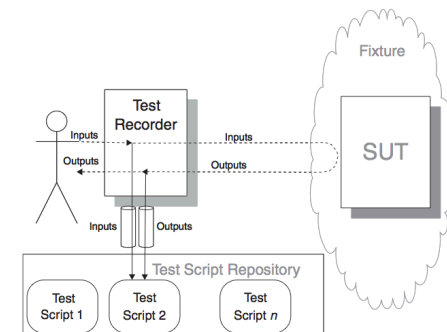 Fixture
Test
Recorder
Inputs
Inputs
SUT
Outputs
Outputs
Inputs
Outputs
Test Script Repository
Test
Script 1
Test
Script 2
Test
Script n